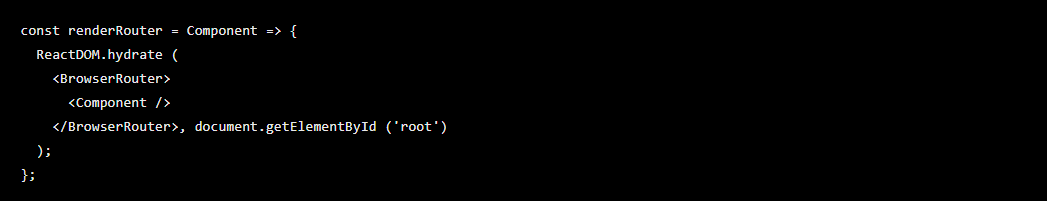 const renderRouter = Component => {
  ReactDOM.hydrate (
    <BrowserRouter>
      <Component />
    </BrowserRouter>, document.getElementById ('root')
  );
};